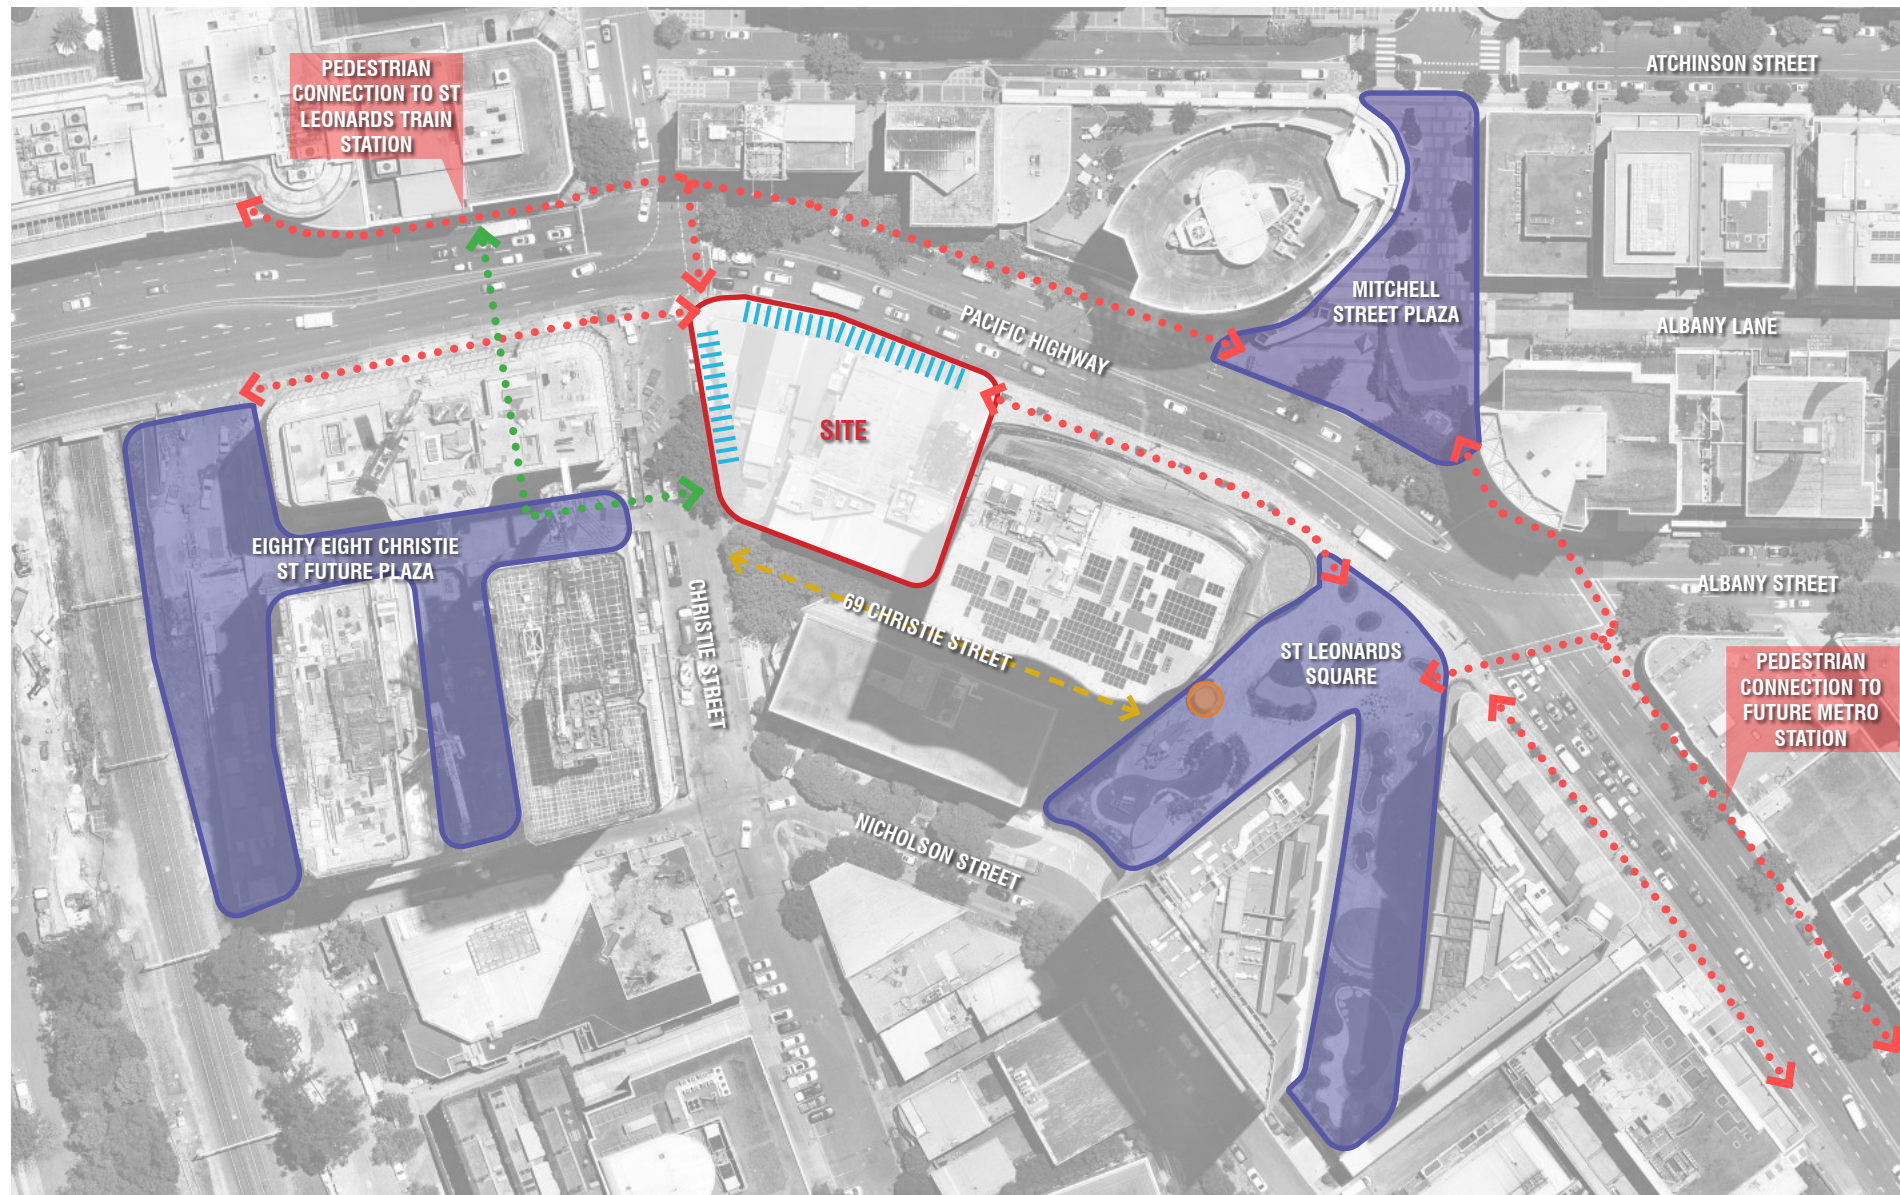 ATCHINSON STREET
PEDESTRIAN
CONNECTION TO ST
LEONARDS TRAIN
STATION
MITCHELL
STREET PLAZA
ALBANY LANE
PACIFIC HIGHWAY
SITE
EIGHTY EIGHT CHRISTIE
ST FUTURE PLAZA
ALBANY STREET
CHRISTIE STREET
69 CHRISTIE STREET
ST LEONARDS
SQUARE
PEDESTRIAN
CONNECTION TO
FUTURE METRO
STATION
NICHOLSON STREET